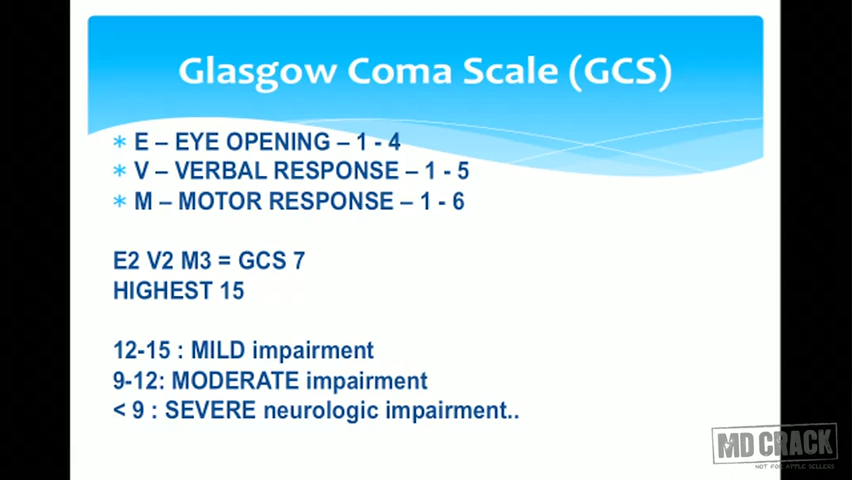 Glasgow Coma Scale (GCS)
* E – EYE OPENING – 1 - 4
* V – VERBAL RESPONSE – 1 - 5
* M – MOTOR RESPONSE – 1 - 6
E2 V2 M3 = GCS 7
HIGHEST 15
12-15 : MILD impairment
9-12: MODERATE impairment
< 9 : SEVERE neurologic impairment..
MD CRACK
NOT FOR APPLE SELLERS